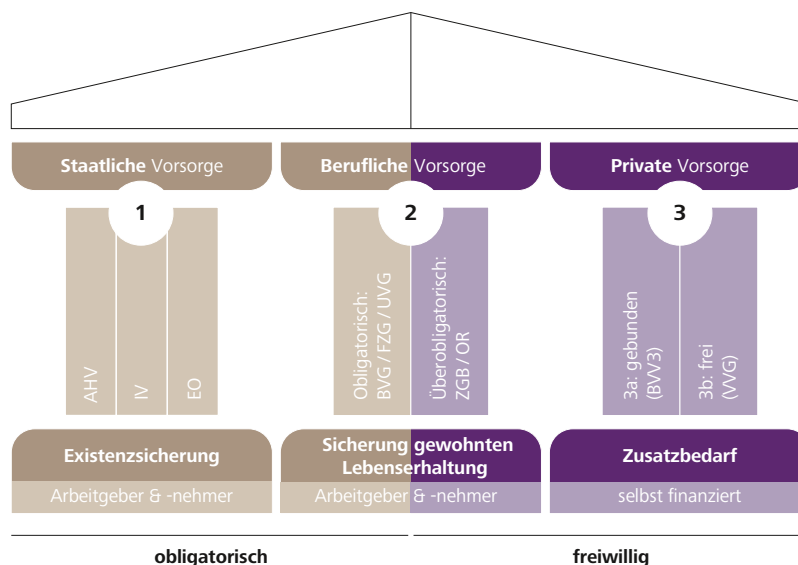 Staatliche Vorsorge
Berufliche Vorsorge
Private Vorsorge
1
2
3
AHV
IV
EO
Obligatorisch:
BVG / FZG / UVG
Überobligatorisch:
ZGB / OR
3a: gebunden
(BVV3)
3b: frei
(VVG)
Existenzsicherung
Arbeitgeber & -nehmer
Sicherung gewohnten
Lebenserhaltung
Arbeitgeber & -nehmer
Zusatzbedarf
selbst finanziert
obligatorisch
freiwillig